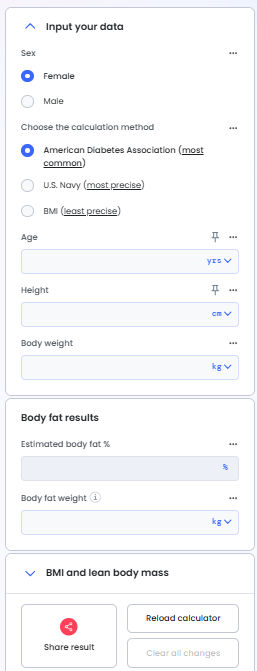 Input your data
Sex
Female
Male
Choose the calculation method
American Diabetes Association (most
common)
U.S. Navy (most precise)
BMI (least precise)
Age
yrs
Height
cm
Body weight
kg
Body fat results
Estimated body fat %
%
Body fat weight
kg
BMI and lean body mass
Share result
Reload calculator
Clear all changes